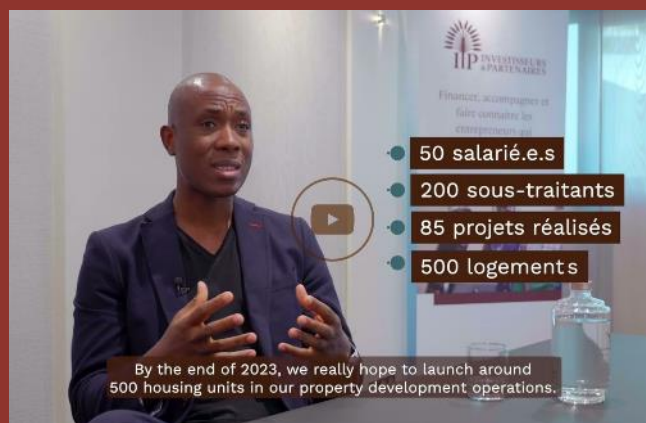 INVESTISSEURS
& PARTENAIRES
Financer, accompagner et
faire connaître les
entrepreneurs qui
50 salarié.e.s
200 sous-traitants
85 projets réalisés
500 logements
By the end of 2023, we really hope to launch around
500 housing units in our property development operations.